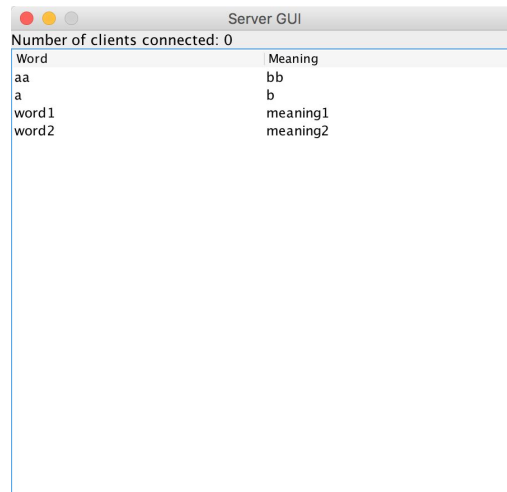 Server GUI
Number of clients connected: 0
Word Meaning
aa bb
a b
word1 meaning1
word2 meaning2